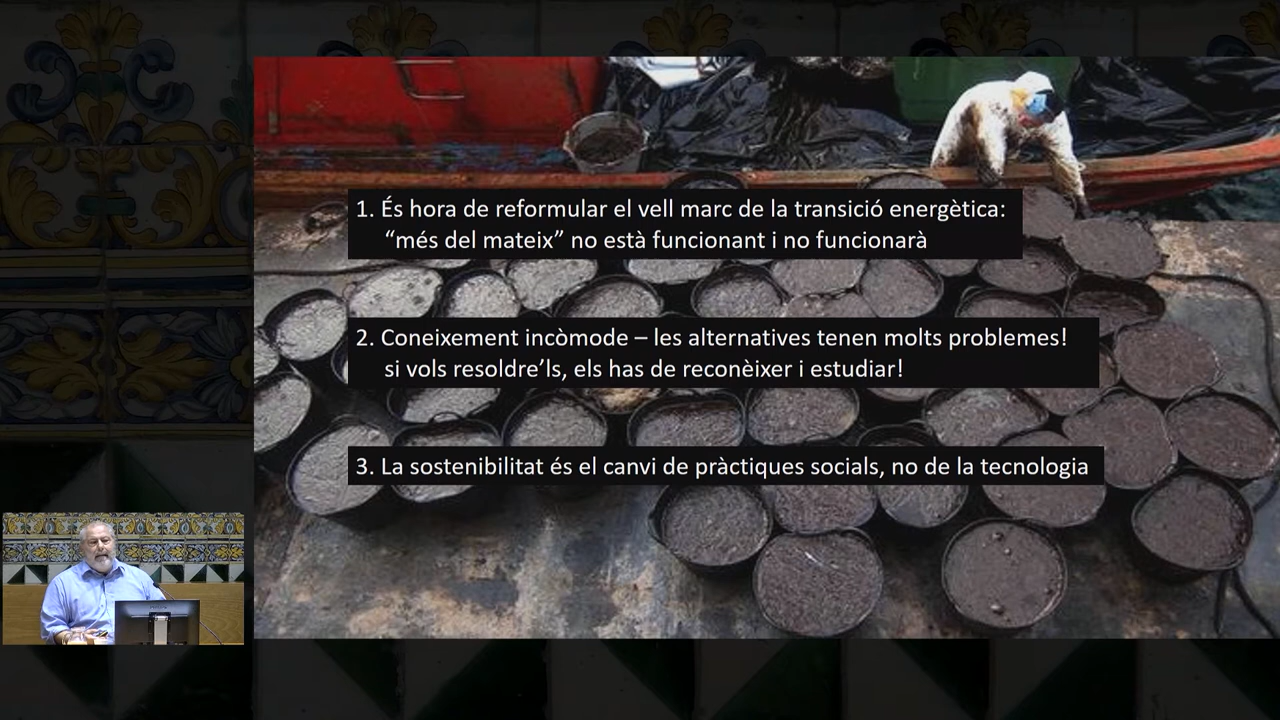 1. És hora de reformular el vell marc de la transició energètica:
“més del mateix” no està funcionant i no funcionarà
2. Coneixement incòmode – les alternatives tenen molts problemes!
si vols resoldre’ls, els has de reconèixer i estudiar!
3. La sostenibilitat és el canvi de pràctiques socials, no de la tecnologia